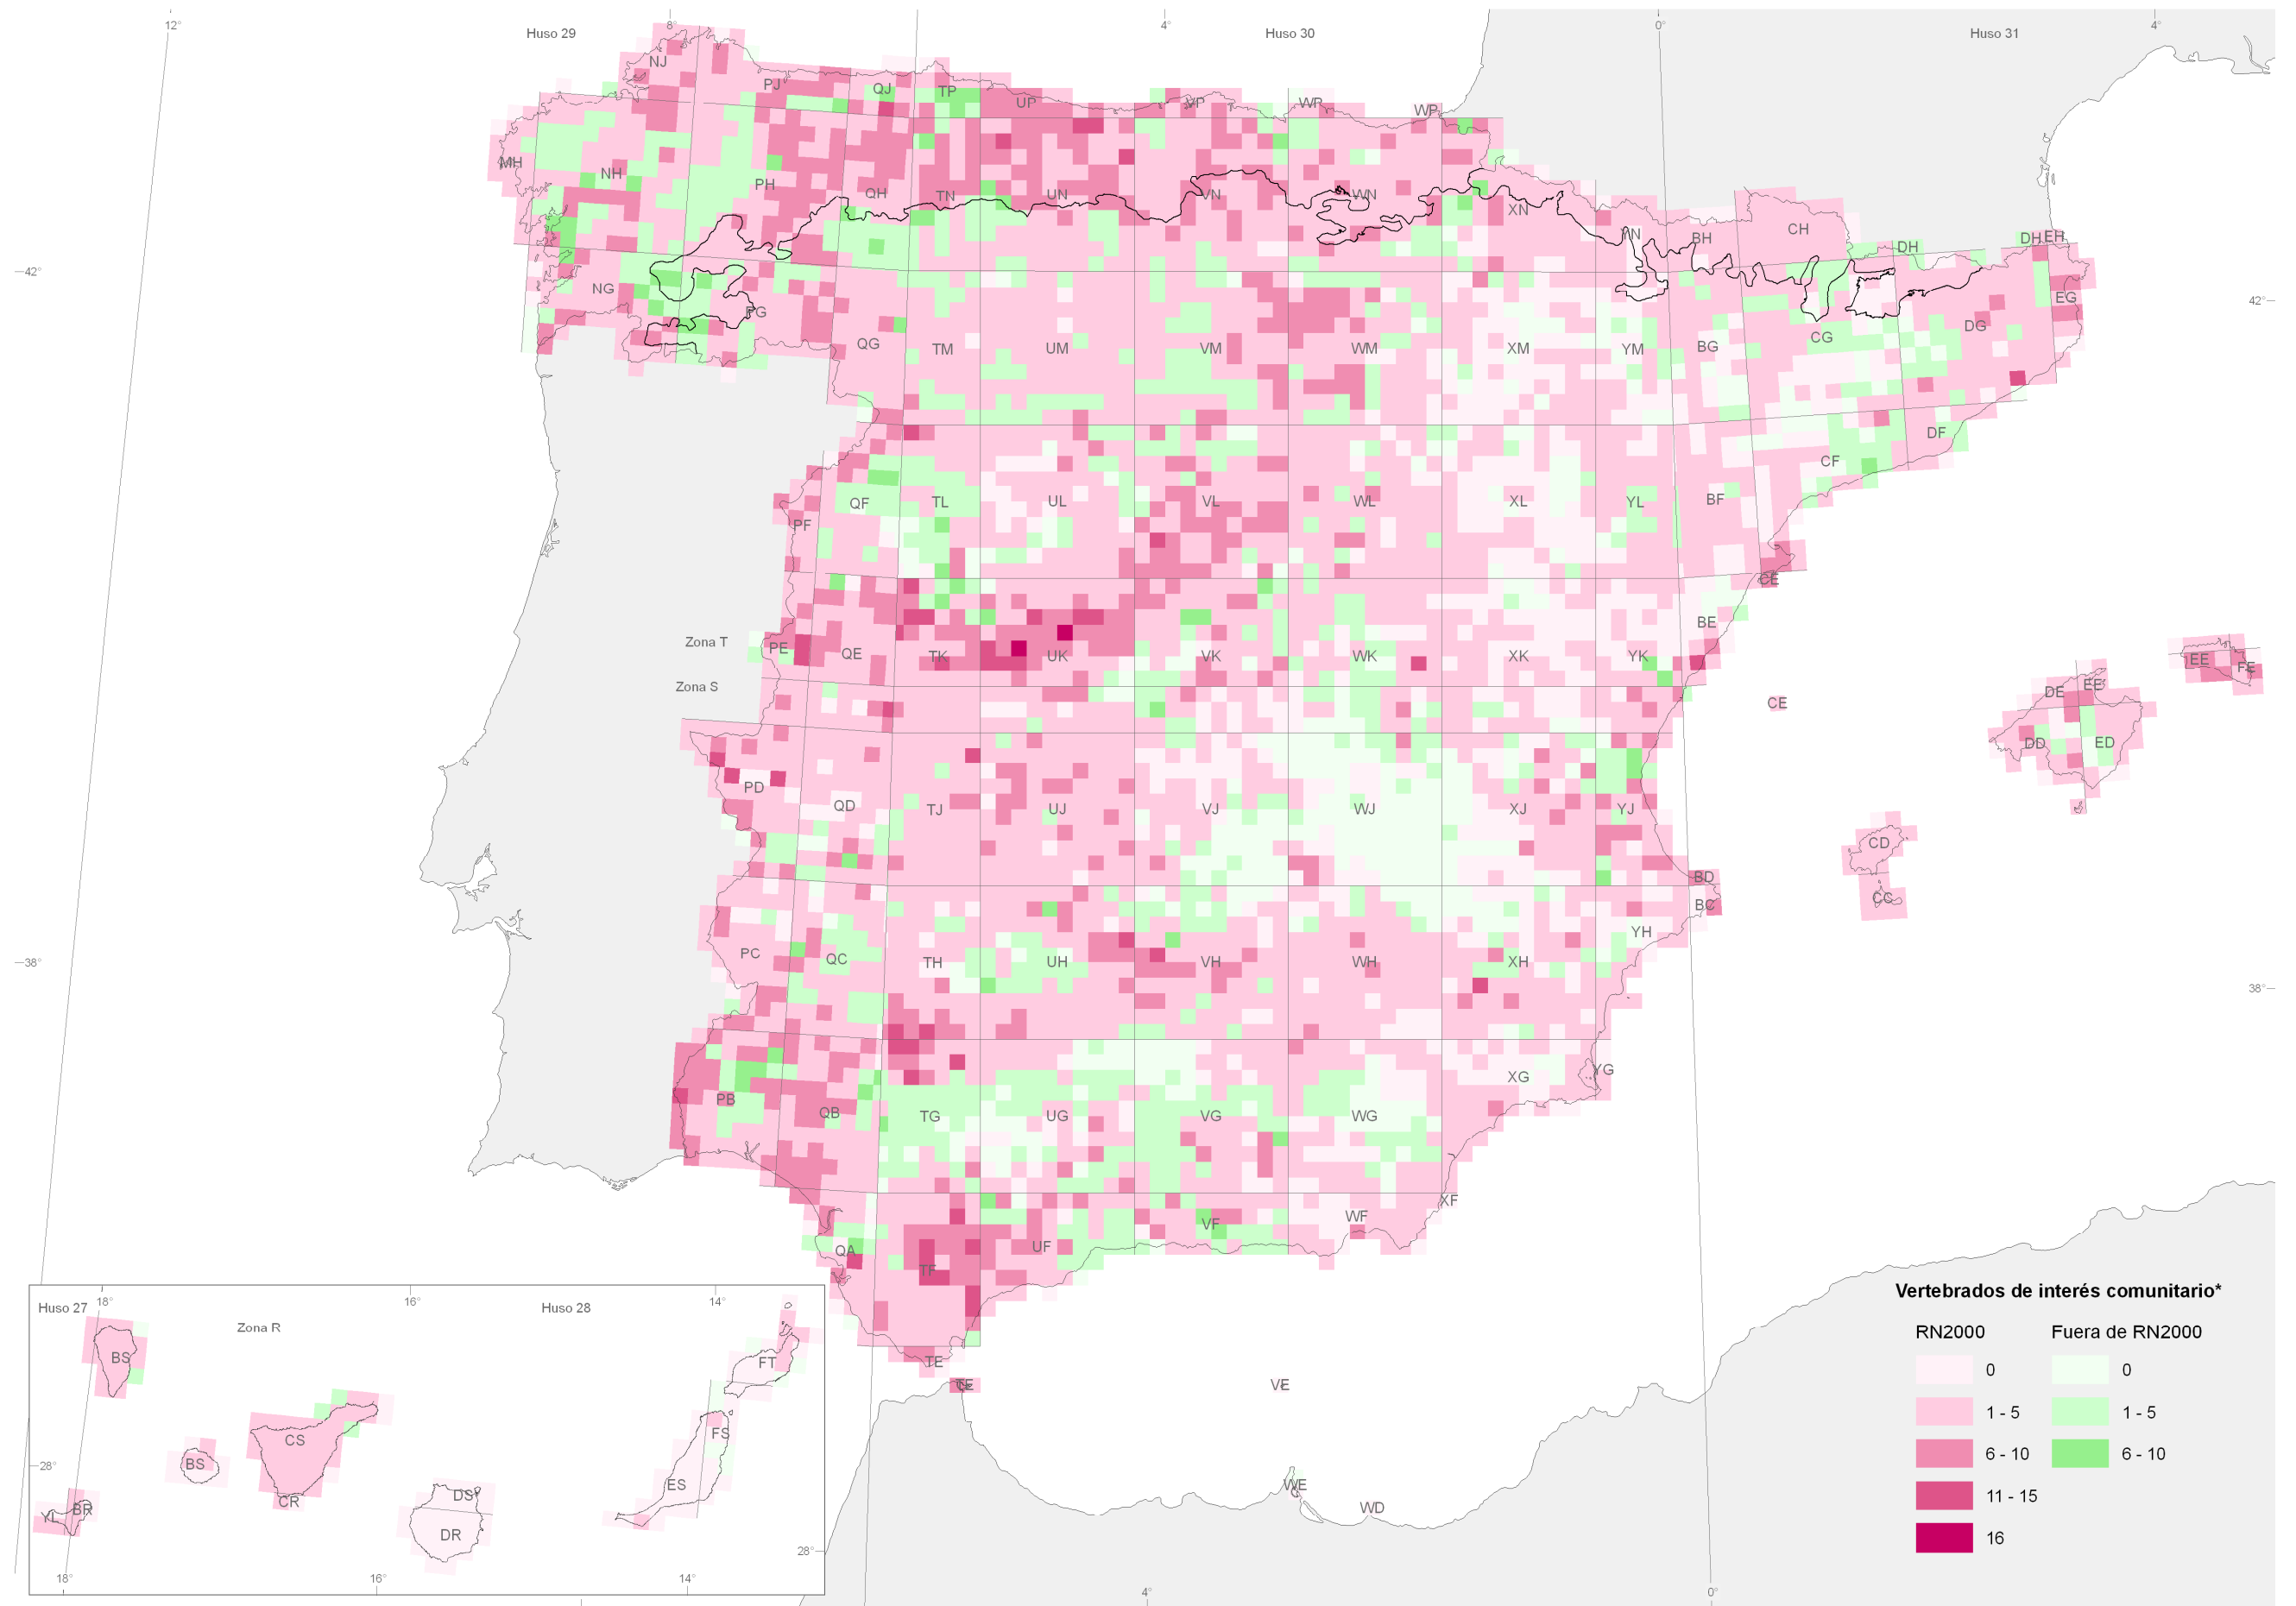 12°
8°
4°
0°
4°
Huso 29
Huso 30
Huso 31
NJ
PJ
QJ
TP
UP
VP
WP
WP
MH
NH
PH
QH
TN
UN
VN
WN
XN
YN
BH
CH
DH
DH
EH
42°
42°
NG
PG
QG
TM
UM
VM
WM
XM
YM
BG
CG
DG
EG
PF
QF
TL
UL
VL
WL
XL
YL
BF
CF
DF
CE
Zona T
PE
QE
TK
UK
VK
WK
XK
YK
BE
Zona S
CE
DE
EE
EE
FE
DD
ED
PD
QD
TJ
UJ
VJ
WJ
XJ
YJ
BD
BC
CD
CC
38°
38°
PC
QC
TH
UH
VH
WH
XH
YH
PB
QB
TG
UG
VG
WG
XG
YG
QA
TF
UF
VF
WF
XF
TE
TE
VE
WE
WD
4°
0°
Huso 27
18°
16°
Huso 28
14°
Zona R
BS
BS
CS
CR
YL
BR
DS
DR
ES
FS
FT
28°
28°
18°
16°
14°
Vertebrados de interés comunitario*
RN2000
Fuera de RN2000
0
0
1 - 5
1 - 5
6 - 10
6 - 10
11 - 15
16